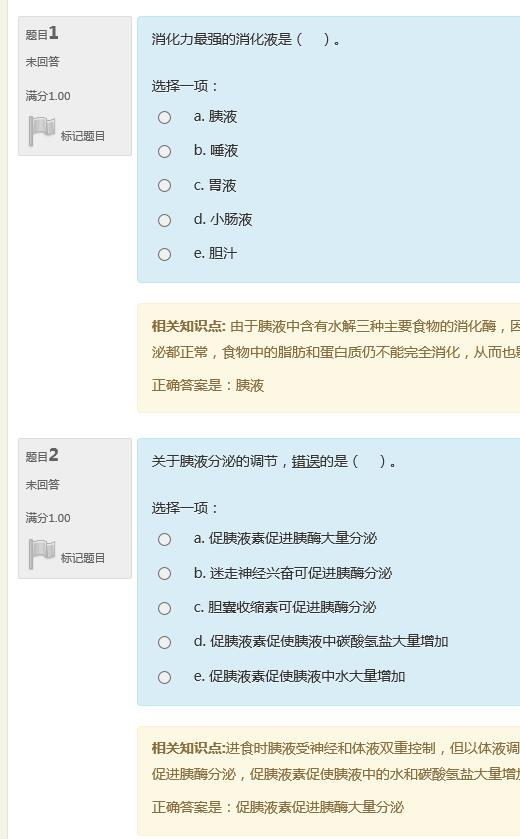 题目1
未回答
满分1.00
标记题目
消化力最强的消化液是（　）。
选择一项：
a. 胰液
b. 唾液
c. 胃液
d. 小肠液
e. 胆汁
相关知识点: 由于胰液中含有水解三种主要食物的消化酶，因
泌都正常，食物中的脂肪和蛋白质仍不能完全消化，从而也
正确答案是：胰液
题目2
未回答
满分1.00
标记题目
关于胰液分泌的调节，错误的是（　）。
选择一项：
a. 促胰液素促进胰酶大量分泌
b. 迷走神经兴奋可促进胰酶分泌
c. 胆囊收缩素可促进胰酶分泌
d. 促胰液素促使胰液中碳酸氢盐大量增加
e. 促胰液素促使胰液中水大量增加
相关知识点:进食时胰液受神经和体液双重控制，但以体液调
促进胰酶分泌，促胰液素促使胰液中的水和碳酸氢盐大量增
正确答案是：促胰液素促进胰酶大量分泌